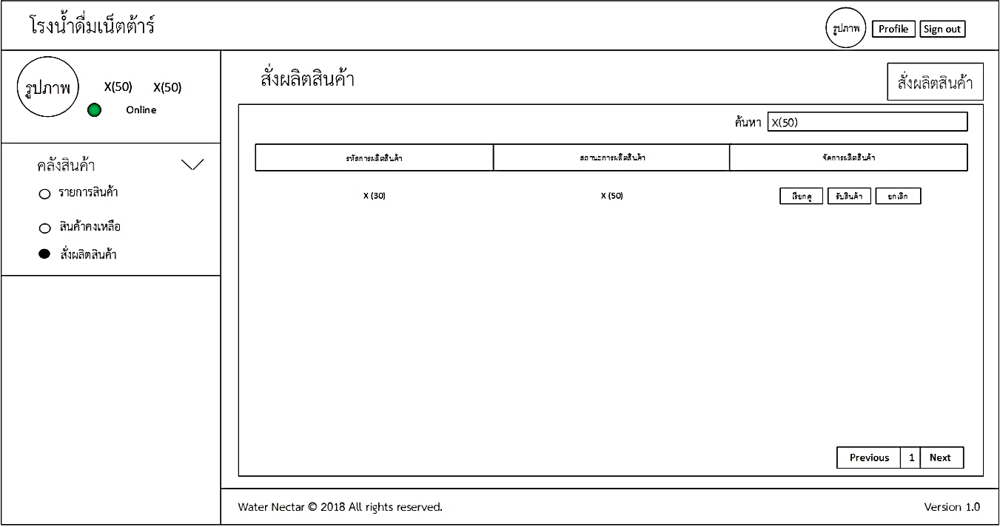 โรงน้ำดื่มเน็ตต้าร์
รูปภาพ Profile Sign out
รูปภาพ X(50) X(50)
Online
คลังสินค้า
รายการสินค้า
สินค้าคงเหลือ
สั่งผลิตสินค้า
สั่งผลิตสินค้า
สั่งผลิตสินค้า
ค้นหา X(50)
รหัสการผลิตสินค้า สถานะการผลิตสินค้า จัดการผลิตสินค้า
X (30) X (50) เรียกดู รับสินค้า ยกเลิก
Previous 1 Next
Water Nectar © 2018 All rights reserved. Version 1.0